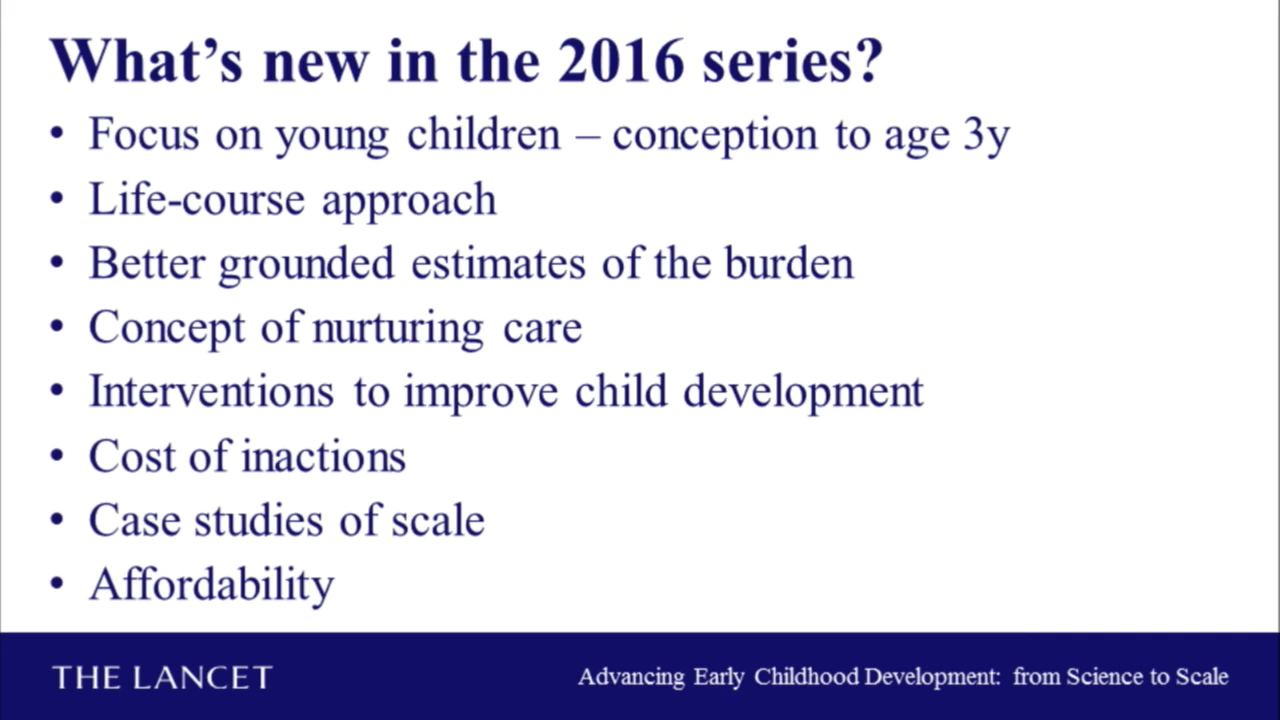 What's new in the 2016 series?
• Focus on young children – conception to age 3y
• Life-course approach
• Better grounded estimates of the burden
• Concept of nurturing care
• Interventions to improve child development
• Cost of inactions
• Case studies of scale
• Affordability
THE LANCET
Advancing Early Childhood Development: from Science to Scale